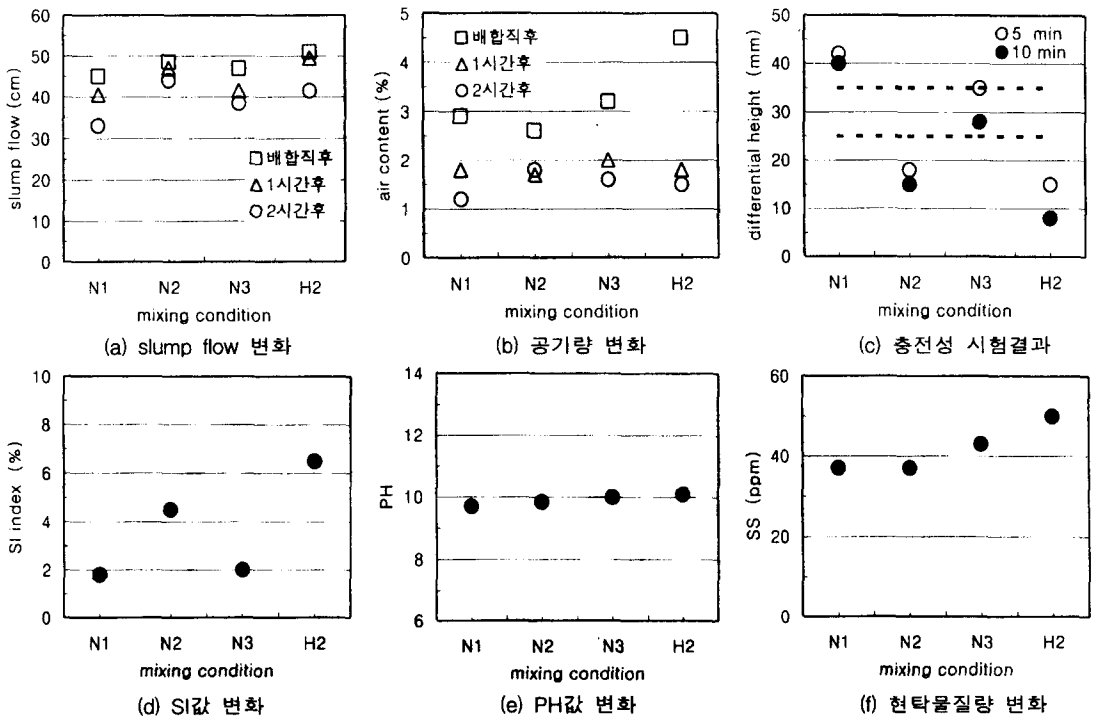 slump flow (cm)
60
50
40
30
20
10
0
□ 배합직후
△ 1시간후
○ 2시간후
N1 N2 N3 H2
mixing condition
(a) slump flow 변화
air content (%)
5
4
3
2
1
0
□ 배합직후
△ 1시간후
○ 2시간후
N1 N2 N3 H2
mixing condition
(b) 공기량 변화
differential height (mm)
50
40
30
20
10
0
○ 5 min
● 10 min
N1 N2 N3 H2
mixing condition
(c) 충전성 시험결과
SI index (%)
10
8
6
4
2
0
N1 N2 N3 H2
mixing condition
(d) SI값 변화
PH
14
12
10
8
6
N1 N2 N3 H2
mixing condition
(e) PH값 변화
SS (ppm)
60
40
20
0
N1 N2 N3 H2
mixing condition
(f) 현탁물질량 변화